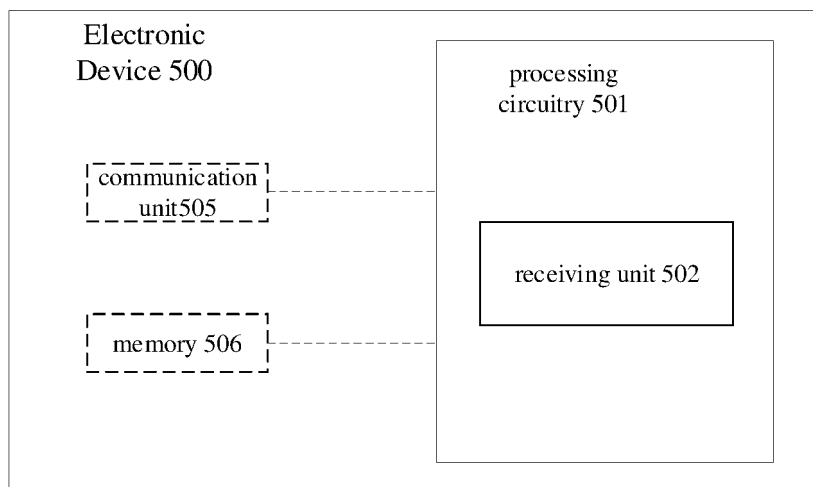 Electronic
Device 500
processing
circuitry 501
communication
unit505
receiving unit 502
memory 506